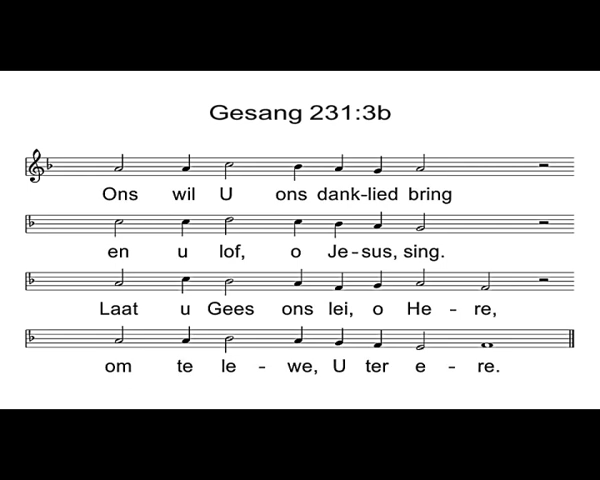 Gesang 231:3b
Ons wil U ons dank-lied bring
en u lof, o Je-sus, sing.
Laat u Gees ons lei, o He-re,
om te le-we, U ter e-re.